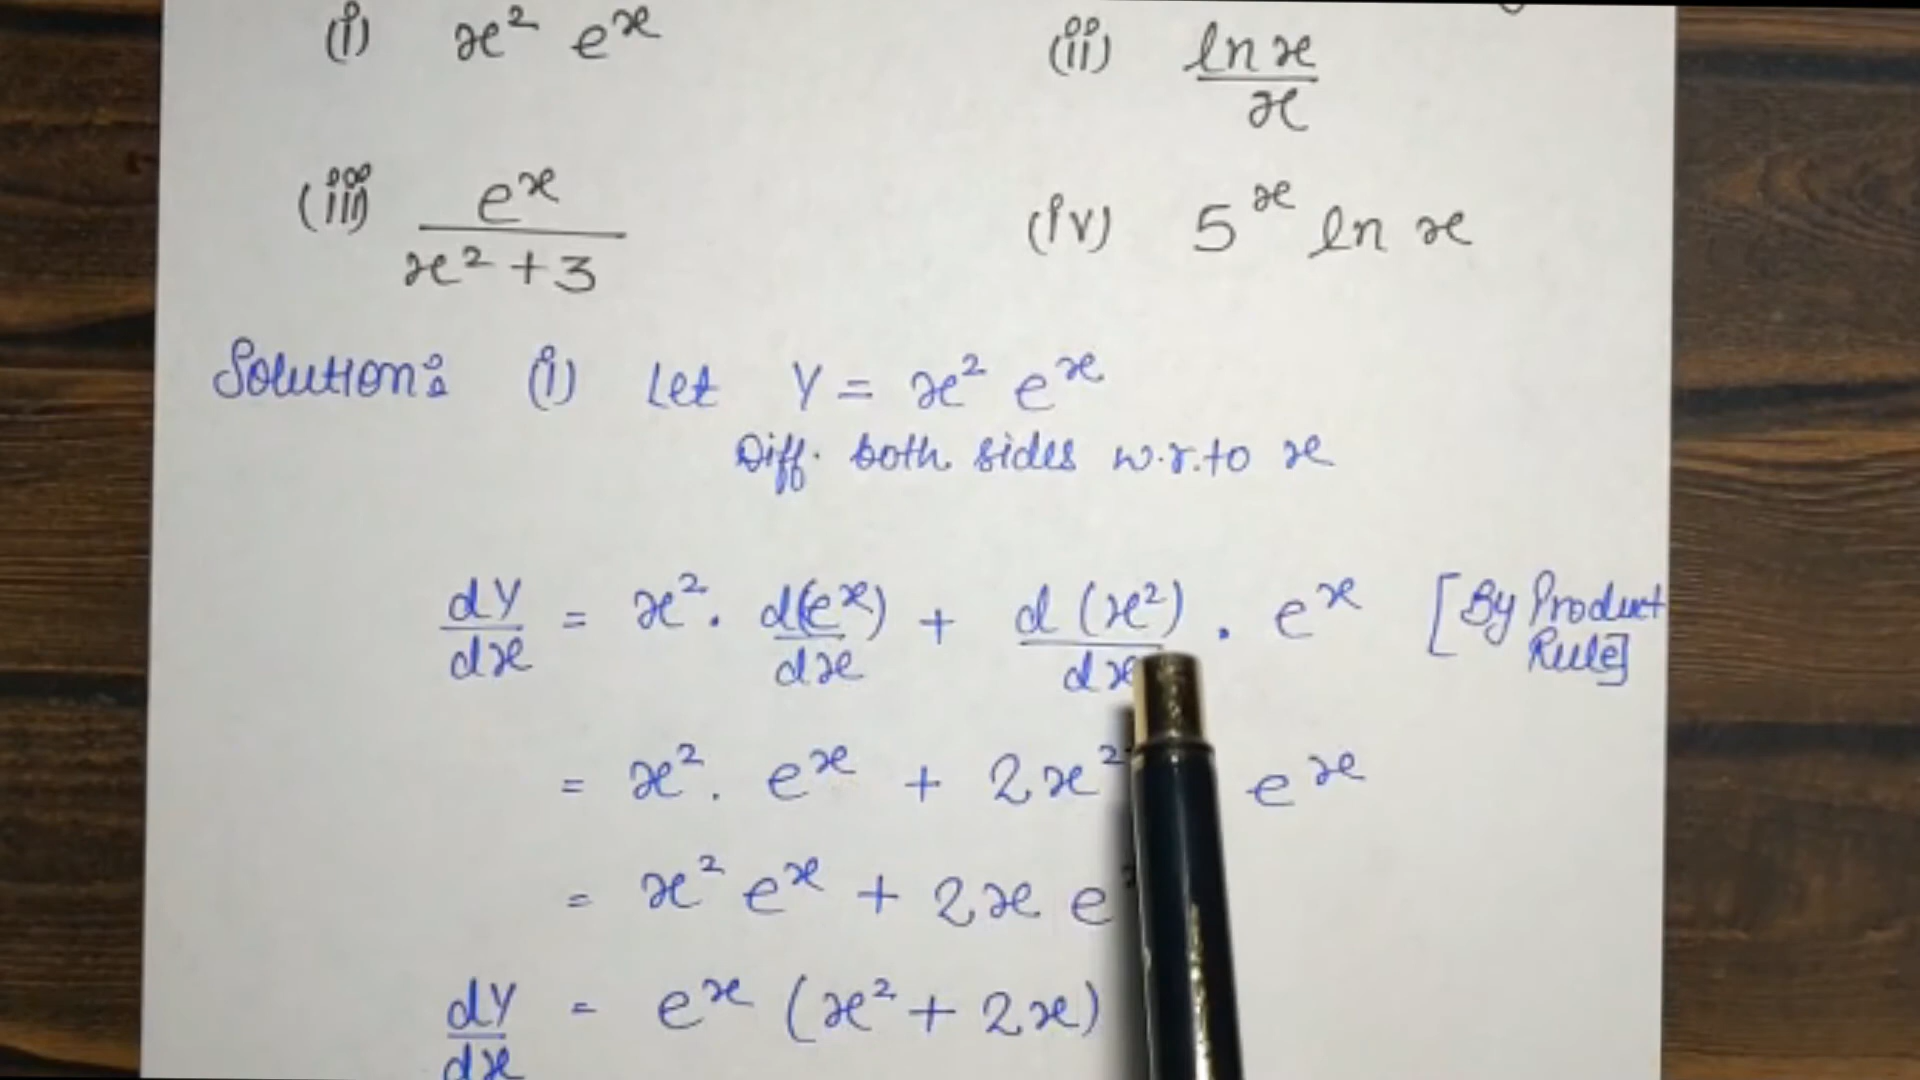 (i) x² eˣ (ii) ln x / x
(iii) eˣ / x² + 3 (iv) 5ˣ ln x
Solution: (i) Let Y = x² eˣ
Diff. both sides w.r.to x
dY/dx = x² . d(eˣ)/dx + d(x²)/dx . eˣ [By Product
Rule]
= x² . eˣ + 2x² eˣ
= x² eˣ + 2x e
dY/dx = eˣ (x² + 2x)